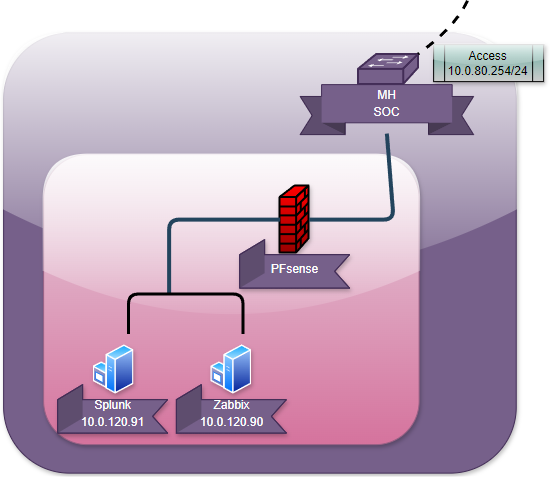 Access
10.0.80.254/24
MH
SOC
PFsense
Splunk
10.0.120.91
Zabbix
10.0.120.90